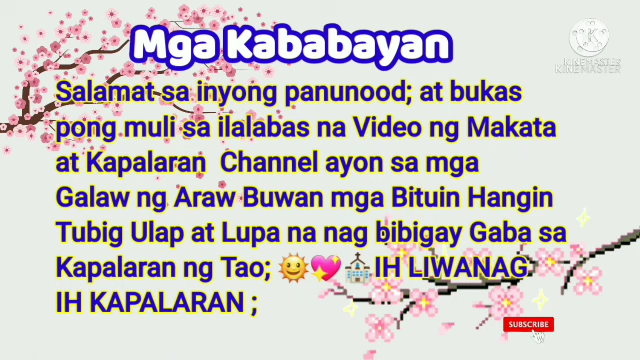 Mga Kababayan
Salamat sa inyong panunood; at bukas
pong muli sa ilalabas na Video ng Makata
at Kapalaran Channel ayon sa mga
Galaw ng Araw Buwan mga Bituin Hangin
Tubig Ulap at Lupa na nag bibigay Gaba sa
Kapalaran ng Tao; 🌞💖⛪IH LIWANAG.
IH KAPALARAN ;
K
KINEMASTER
KINEMASTER
SUBSCRIBE